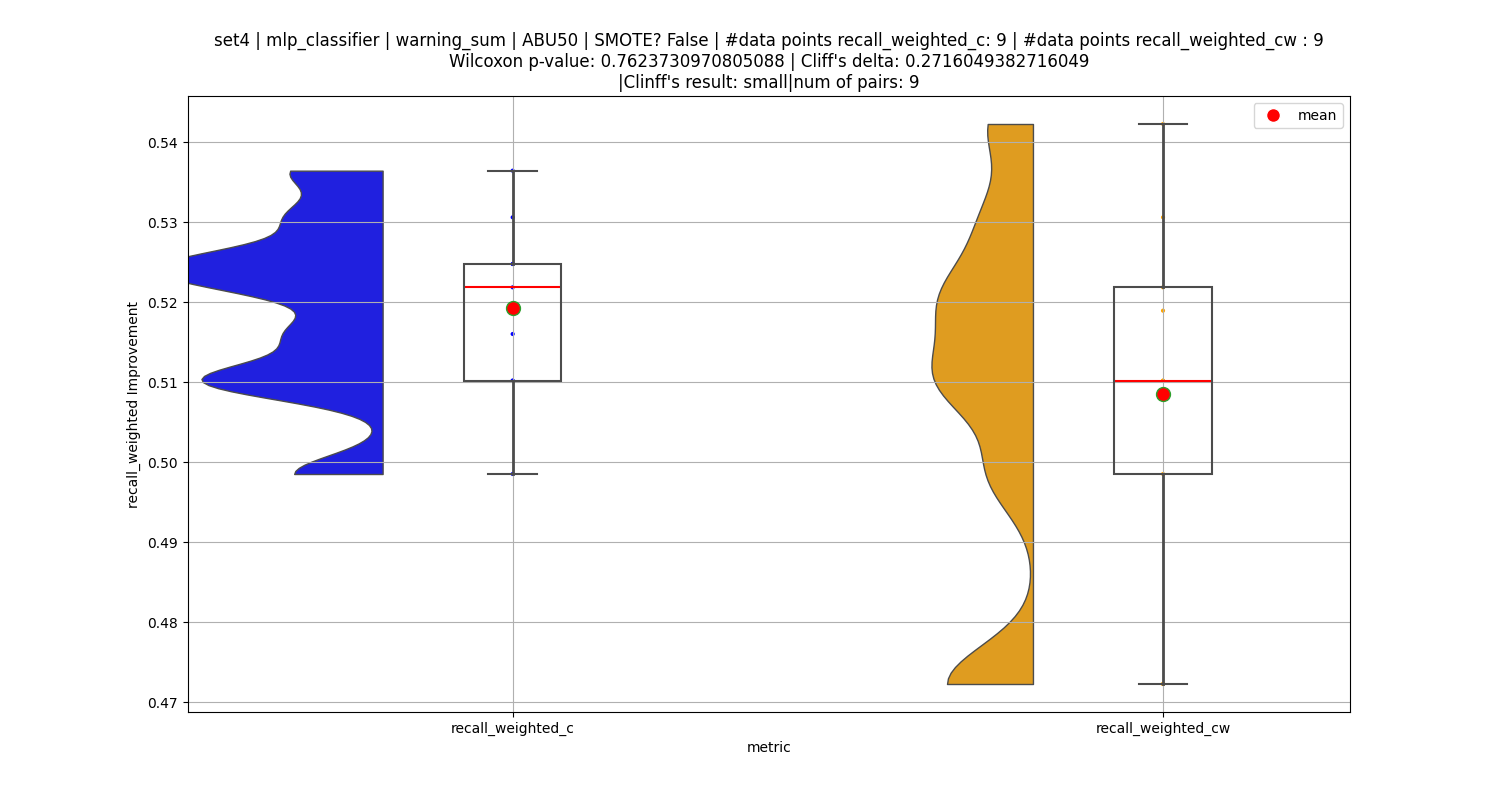 set4 | mlp_classifier | warning_sum | ABU50 | SMOTE? False | #data points recall_weighted_c: 9 | #data points recall_weighted_cw : 9
Wilcoxon p-value: 0.7623730970805088 | Cliff's delta: 0.2716049382716049
|Clinff's result: small|num of pairs: 9
mean
0.54
0.53
0.52
0.51
0.50
0.49
0.48
0.47
recall_weighted Improvement
recall_weighted_c
recall_weighted_cw
metric